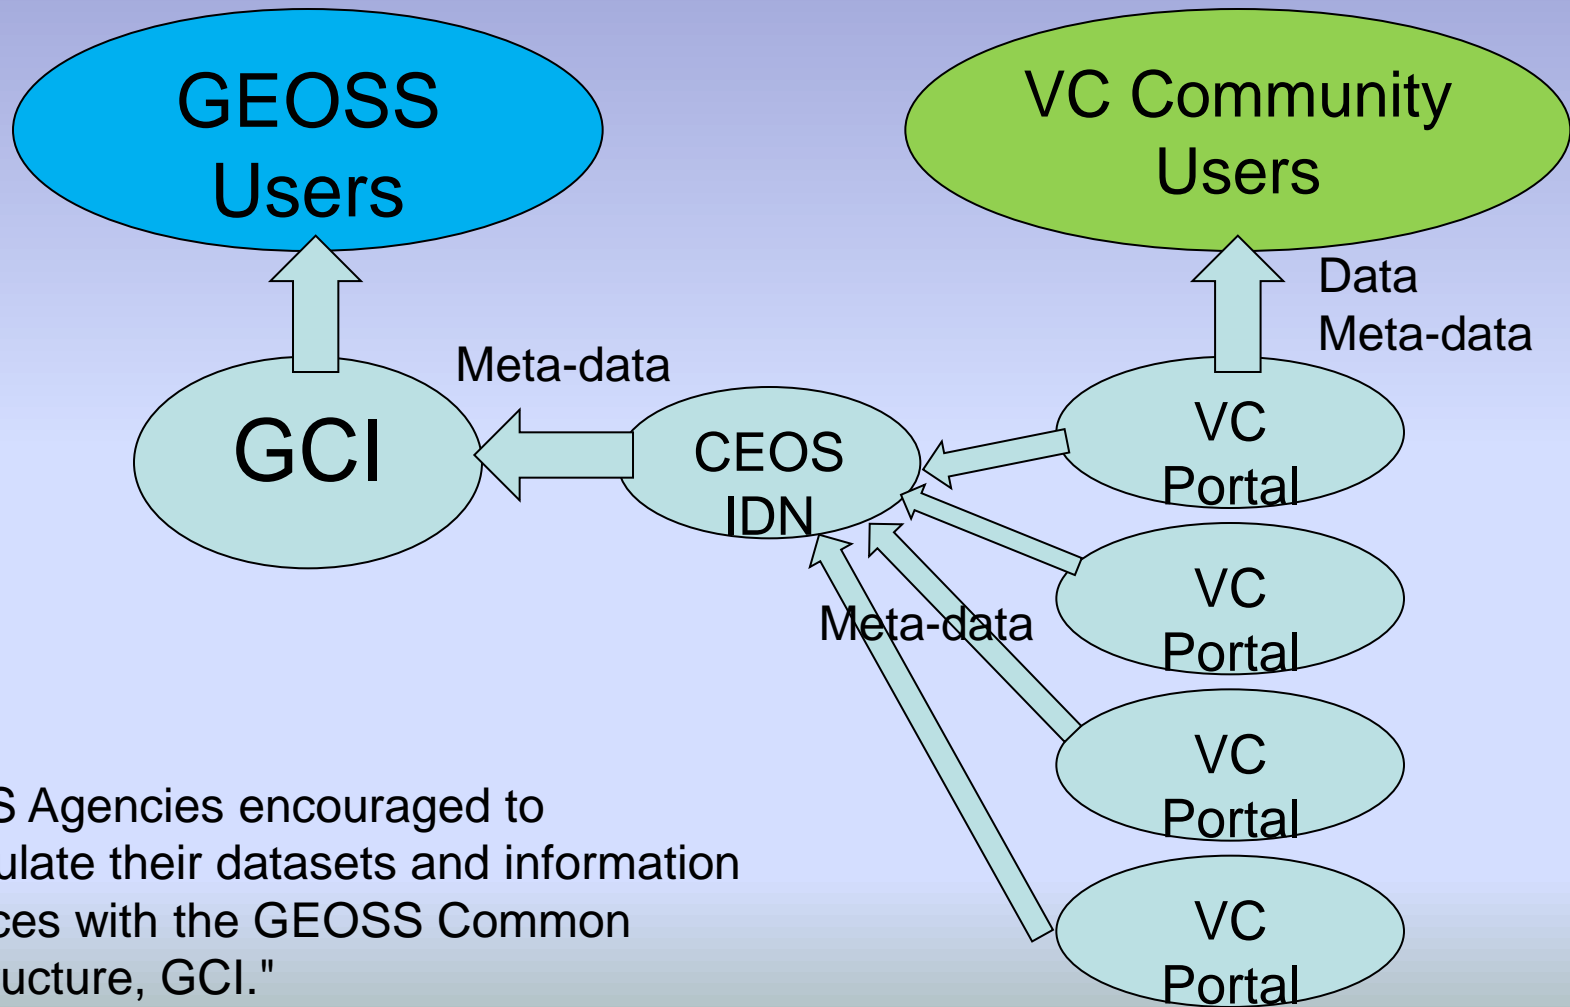 GEOSS
Users
VC Community
Users
Data
Meta-data
Meta-data
GCI
CEOS
IDN
VC
Portal
VC
Portal
Meta-data
VC
Portal
VC
Portal
S Agencies encouraged to
ulate their datasets and information
ces with the GEOSS Common
ucture, GCI."